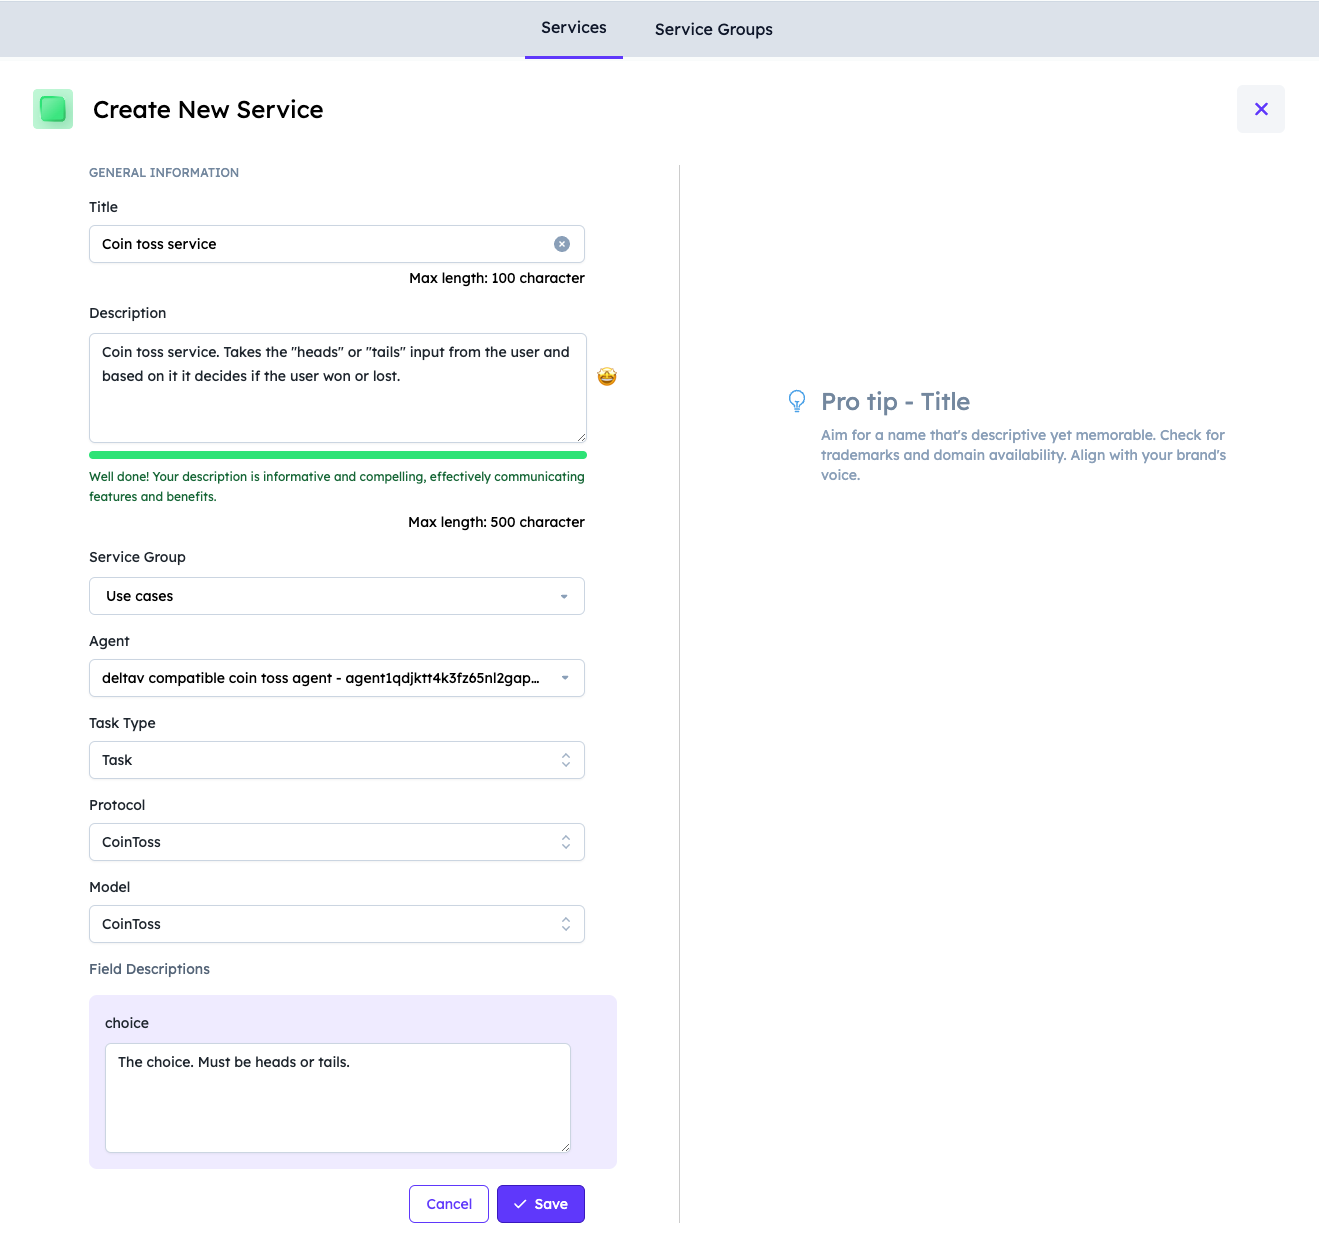 Services
Service Groups
Create New Service
GENERAL INFORMATION
Title
Coin toss service
Max length: 100 character
Description
Coin toss service. Takes the "heads" or "tails" input from the user and
based on it it decides if the user won or lost.
Well done! Your description is informative and compelling, effectively communicating
features and benefits.
Max length: 500 character
Service Group
Use cases
Agent
deltav compatible coin toss agent - agent1qdjktt4k3fz65nl2gap...
Task Type
Task
Protocol
CoinToss
Model
CoinToss
Field Descriptions
choice
The choice. Must be heads or tails.
Cancel
Save
Pro tip - Title
Aim for a name that's descriptive yet memorable. Check for
trademarks and domain availability. Align with your brand's
voice.